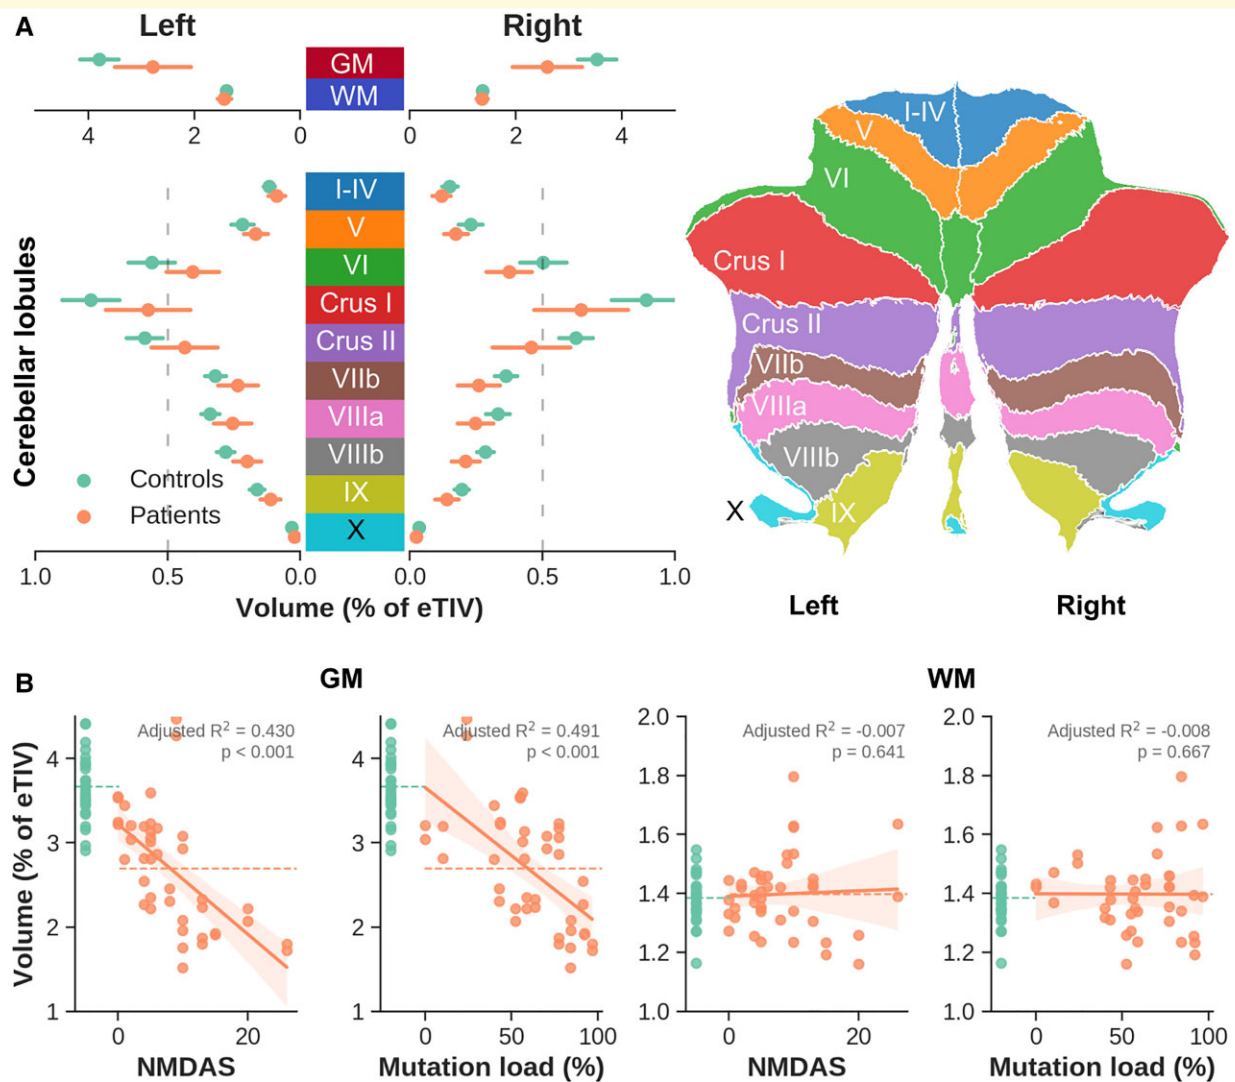 A
Left
Right
GM
WM
4
2
0
0
2
4
Cerebellar lobules
I-IV
V
VI
Crus I
Crus II
VIIb
VIIIa
VIIIb
IX
X
Controls
Patients
1.0
0.5
0.0
0.0
0.5
1.0
Volume (% of eTIV)
I-IV
V
VI
Crus I
Crus II
VIIb
VIIIa
VIIIb
X
IX
Left
Right
B
GM
WM
Volume (% of eTIV)
Adjusted R² = 0.430
p < 0.001
4
3
2
1
0
20
NMDAS
Adjusted R² = 0.491
p < 0.001
4
3
2
1
0
50
100
Mutation load (%)
Adjusted R² = -0.007
p = 0.641
2.0
1.8
1.6
1.4
1.2
1.0
0
20
NMDAS
Adjusted R² = -0.008
p = 0.667
2.0
1.8
1.6
1.4
1.2
1.0
0
50
100
Mutation load (%)